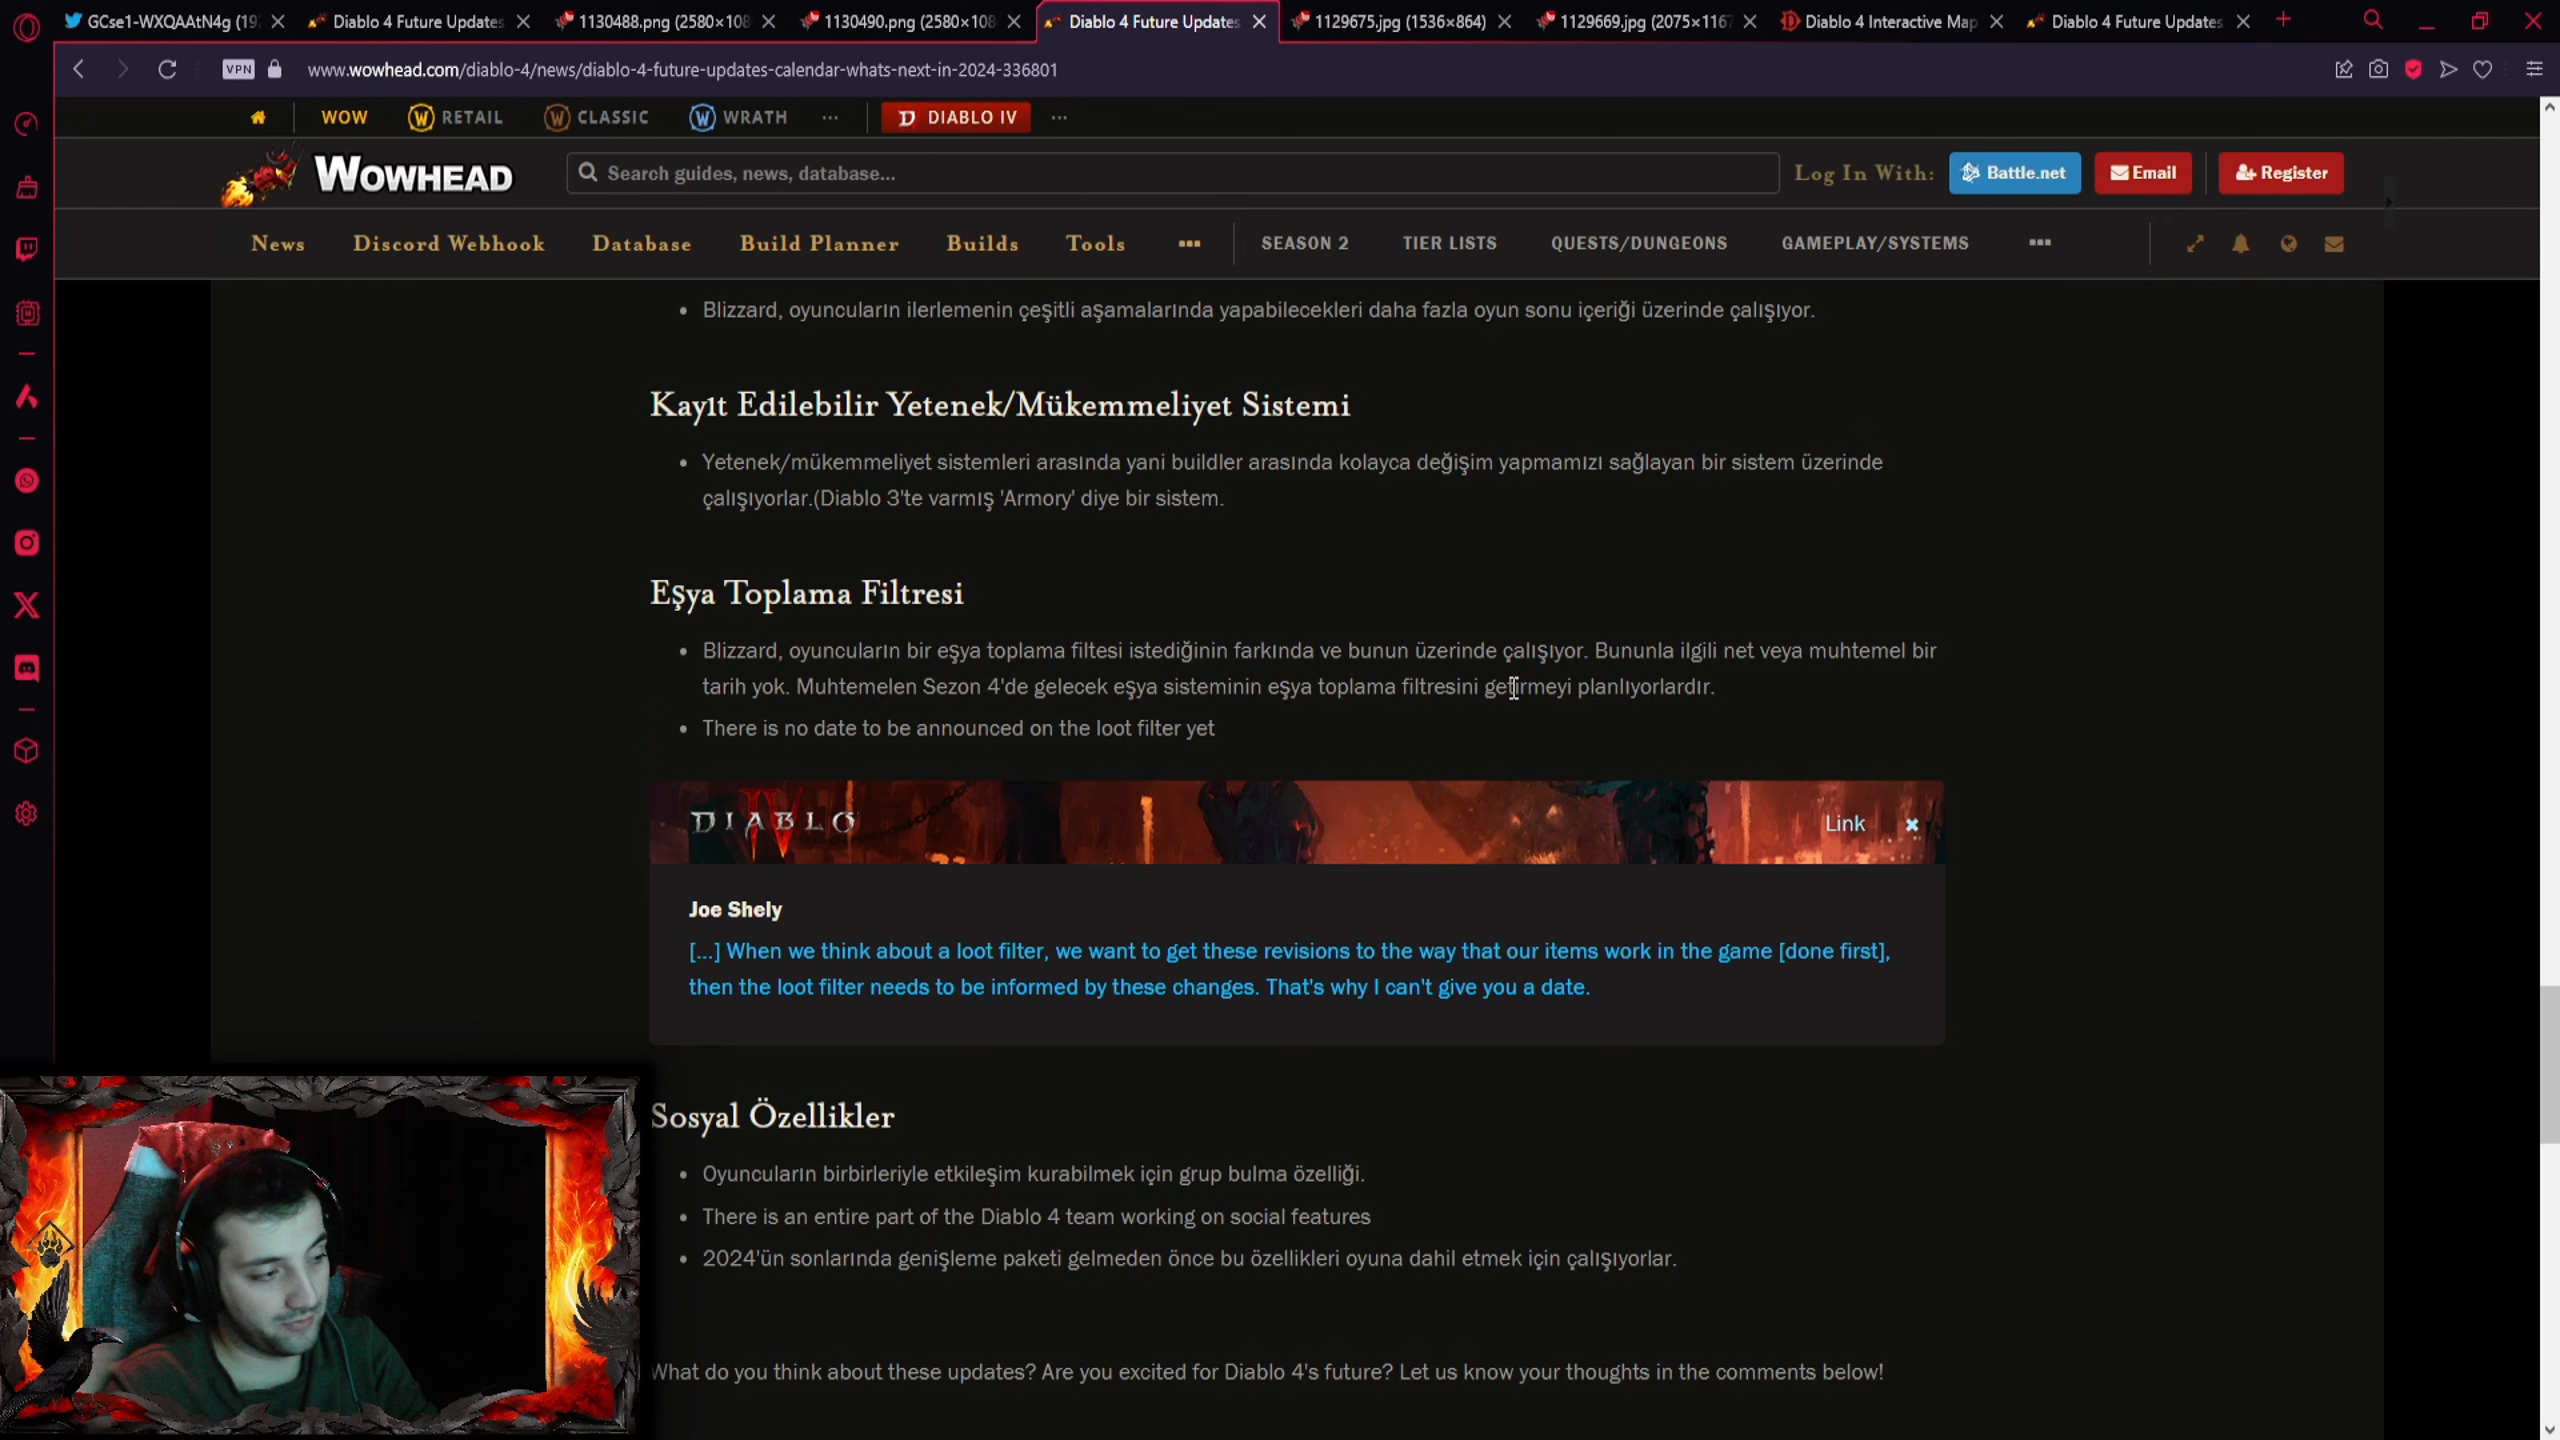 GCse1-WXQAAtN4g (19
Diablo 4 Future Updates
1130488.png (2580×108
1130490.png (2580×108
Diablo 4 Future Updates
1129675.jpg (1536×864)
1129669.jpg (2075×1167
Diablo 4 Interactive Map
Diablo 4 Future Updates
VPN
www.wowhead.com/diablo-4/news/diablo-4-future-updates-calendar-whats-next-in-2024-336801
WOW RETAIL CLASSIC WRATH ... DIABLO IV ...
WOWHEAD
Search guides, news, database...
Log In With: Battle.net Email Register
News Discord Webhook Database Build Planner Builds Tools ... SEASON 2 TIER LISTS QUESTS/DUNGEONS GAMEPLAY/SYSTEMS ...
• Blizzard, oyuncuların ilerlemenin çeşitli aşamalarında yapabilecekleri daha fazla oyun sonu içeriği üzerinde çalışıyor.
Kayıt Edilebilir Yetenek/Mükemmeliyet Sistemi
• Yetenek/mükemmeliyet sistemleri arasında yani buildler arasında kolayca değişim yapmamızı sağlayan bir sistem üzerinde
çalışıyorlar.(Diablo 3'te varmış 'Armory' diye bir sistem.
Eşya Toplama Filtresi
• Blizzard, oyuncuların bir eşya toplama filtesi istediğinin farkında ve bunun üzerinde çalışıyor. Bununla ilgili net veya muhtemel bir
tarih yok. Muhtemelen Sezon 4'de gelecek eşya sisteminin eşya toplama filtresini getirmeyi planlıyorlardır.
• There is no date to be announced on the loot filter yet
DIABLO IV
Link
Joe Shely
[...] When we think about a loot filter, we want to get these revisions to the way that our items work in the game [done first],
then the loot filter needs to be informed by these changes. That's why I can't give you a date.
Sosyal Özellikler
• Oyuncuların birbirleriyle etkileşim kurabilmek için grup bulma özelliği.
• There is an entire part of the Diablo 4 team working on social features
• 2024'ün sonlarında genişleme paketi gelmeden önce bu özellikleri oyuna dahil etmek için çalışıyorlar.
What do you think about these updates? Are you excited for Diablo 4's future? Let us know your thoughts in the comments below!